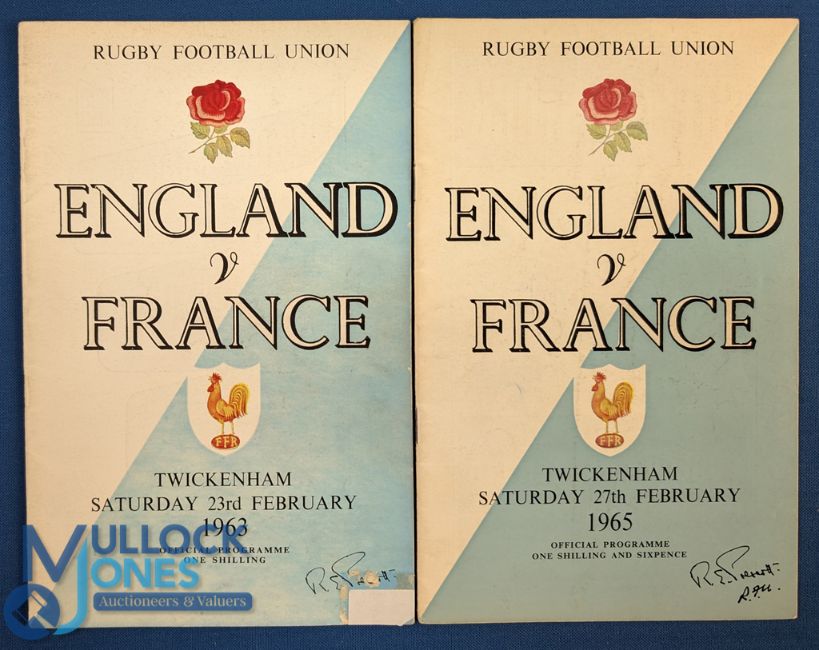 RUGBY FOOTBALL UNION
ENGLAND
v
FRANCE
FFR
TWICKENHAM
SATURDAY 23rd FEBRUARY
1963
OFFICIAL PROGRAMME
ONE SHILLING
RUGBY FOOTBALL UNION
ENGLAND
v
FRANCE
FFR
TWICKENHAM
SATURDAY 27th FEBRUARY
1965
OFFICIAL PROGRAMME
ONE SHILLING AND SIXPENCE
MULLOCK
JONES
Auctioneers & Valuers